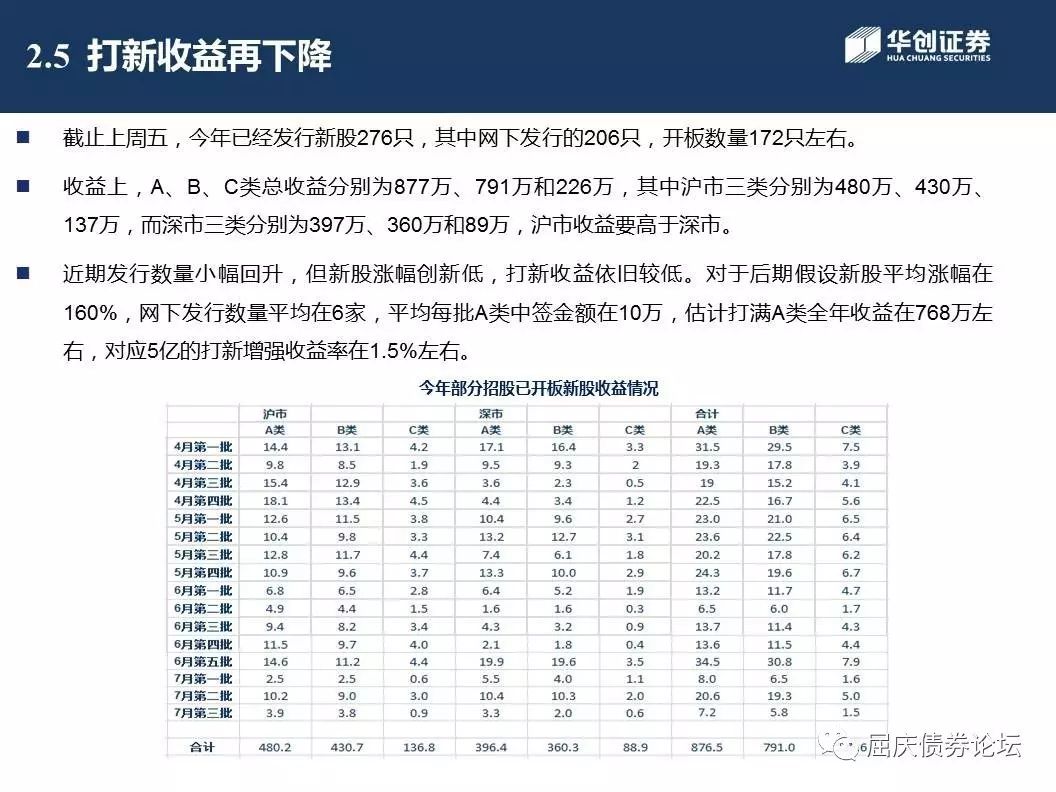 2.5 打新收益再下降
华创证券
HUA CHUANG SECURITIES
■ 截止上周五，今年已经发行新股276只，其中网下发行的206只，开板数量172只左右。
■ 收益上，A、B、C类总收益分别为877万、791万和226万，其中沪市三类分别为480万、430万、
137万，而深市三类分别为397万、360万和89万，沪市收益要高于深市。
■ 近期发行数量小幅回升，但新股涨幅创新低，打新收益依旧较低。对于后期假设新股平均涨幅在
160%，网下发行数量平均在6家，平均每批A类中签金额在10万，估计打满A类全年收益在768万左
右，对应5亿的打新增强收益率在1.5%左右。
今年部分招股已开板新股收益情况
沪市 深市 合计
A类 B类 C类 A类 B类 C类 A类 B类 C类
4月第一批 14.4 13.1 4.2 17.1 16.4 3.3 31.5 29.5 7.5
4月第二批 9.8 8.5 1.9 9.5 9.3 2 19.3 17.8 3.9
4月第三批 15.4 12.9 3.6 3.6 2.3 0.5 19 15.2 4.1
4月第四批 18.1 13.4 4.5 4.4 3.4 1.2 22.5 16.7 5.6
5月第一批 12.6 11.5 3.8 10.4 9.6 2.7 23.0 21.0 6.5
5月第二批 10.4 9.8 3.3 13.2 12.7 3.1 23.6 22.5 6.4
5月第三批 12.8 11.7 4.4 7.4 6.1 1.8 20.2 17.8 6.2
5月第四批 10.9 9.6 3.7 13.3 10.0 2.9 24.3 19.6 6.7
6月第一批 6.8 6.5 2.8 6.4 5.2 1.9 13.2 11.7 4.7
6月第二批 4.9 4.4 1.5 1.6 1.6 0.3 6.5 6.0 1.7
6月第三批 9.4 8.2 3.4 4.3 3.2 0.9 13.7 11.4 4.3
6月第四批 11.5 9.7 4.0 2.1 1.8 0.4 13.6 11.5 4.4
6月第五批 14.6 11.2 4.4 19.9 19.6 3.5 34.5 30.8 7.9
7月第一批 2.5 2.5 0.6 5.5 4.0 1.1 8.0 6.5 1.6
7月第二批 10.2 9.0 3.0 10.4 10.3 2.0 20.6 19.3 5.0
7月第三批 3.9 3.8 0.9 3.3 2.0 0.6 7.2 5.8 1.5
合计 480.2 430.7 136.8 396.4 360.3 88.9 876.5 791.0
屈庆债券论坛